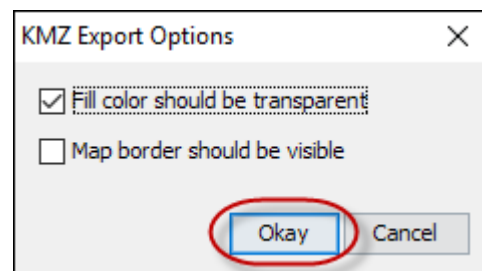 KMZ Export Options
Fill color should be transparent
Map border should be visible
Okay Cancel